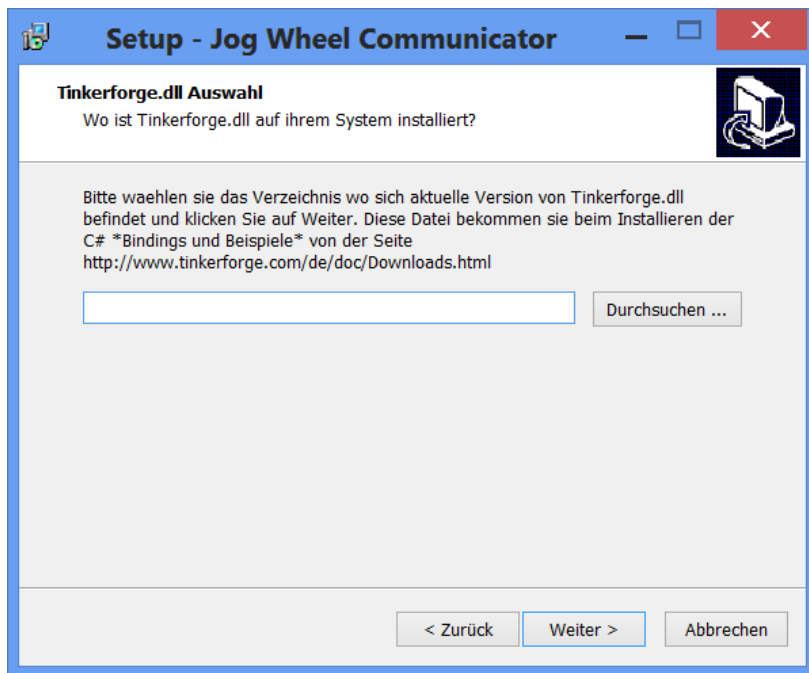 Setup - Jog Wheel Communicator
Tinkerforge.dll Auswahl
Wo ist Tinkerforge.dll auf ihrem System installiert?
Bitte waehlen sie das Verzeichnis wo sich aktuelle Version von Tinkerforge.dll
befindet und klicken Sie auf Weiter. Diese Datei bekommen sie beim Installieren der
C# *Bindings und Beispiele* von der Seite
http://www.tinkerforge.com/de/doc/Downloads.html
Durchsuchen ...
< Zurück Weiter > Abbrechen